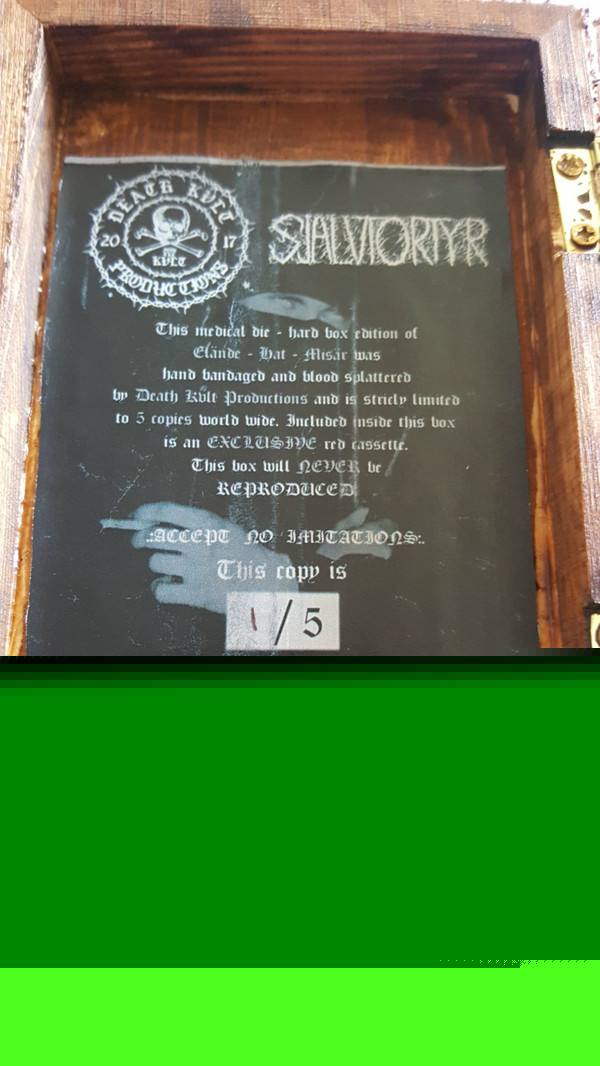 DEATH KVLT
20 17
KVLT
PRODUCTIONS
SJÄLVTORTYR
This medical die - hard box edition of
Elände - Hat - Misär was
hand bandaged and blood splattered
by Death Kvlt Productions and is stricly limited
to 5 copies world wide. Included inside this box
is an EXCLUSIVE red cassette.
This box will NEVER be
REPRODUCED.
.:ACCEPT NO IMITATIONS:.
This copy is
1/5